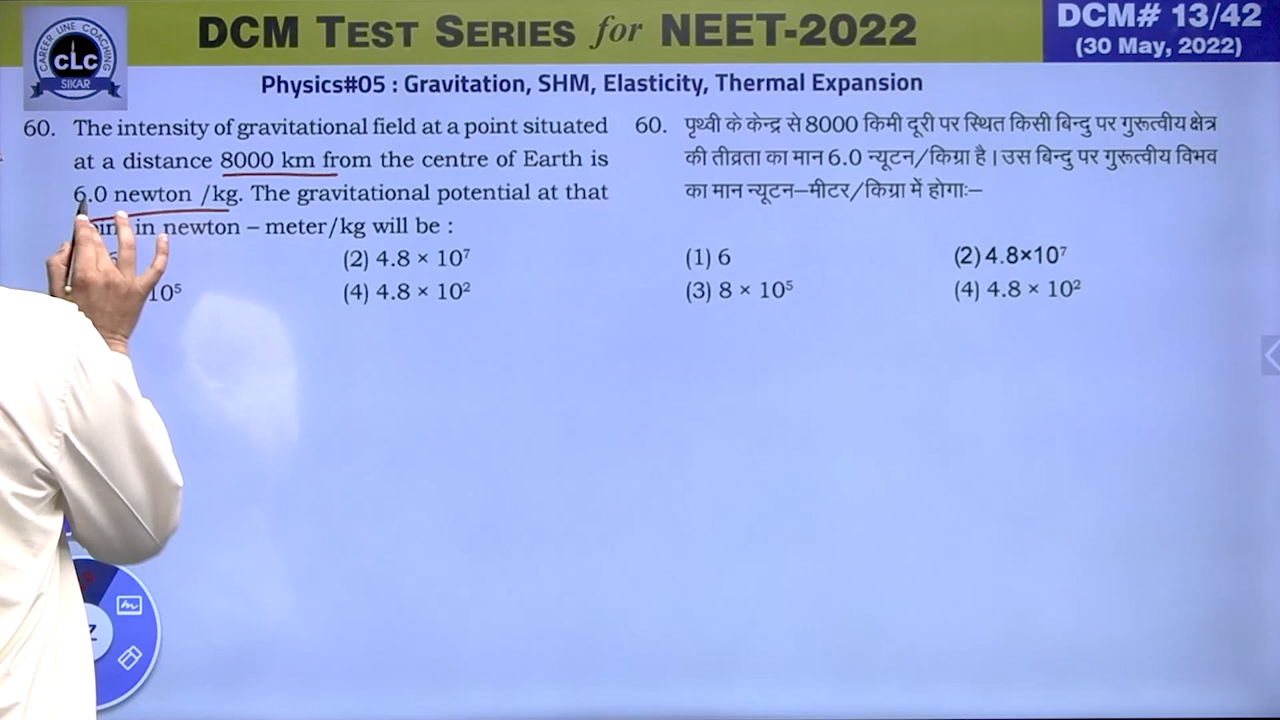 CAREER LINE COACHING
cLc
SIKAR
DCM TEST SERIES for NEET-2022
DCM# 13/42
(30 May, 2022)
Physics#05 : Gravitation, SHM, Elasticity, Thermal Expansion
60. The intensity of gravitational field at a point situated
at a distance 8000 km from the centre of Earth is
6.0 newton /kg. The gravitational potential at that
in newton – meter/kg will be :
(2) 4.8 × 10⁷
10⁵ (4) 4.8 × 10²
60. पृथ्वी के केन्द्र से 8000 किमी दूरी पर स्थित किसी बिन्दु पर गुरूत्वीय क्षेत्र
की तीव्रता का मान 6.0 न्यूटन/किग्रा है। उस बिन्दु पर गुरूत्वीय विभव
का मान न्यूटन–मीटर/किग्रा में होगाः–
(1) 6 (2) 4.8×10⁷
(3) 8 × 10⁵ (4) 4.8 × 10²